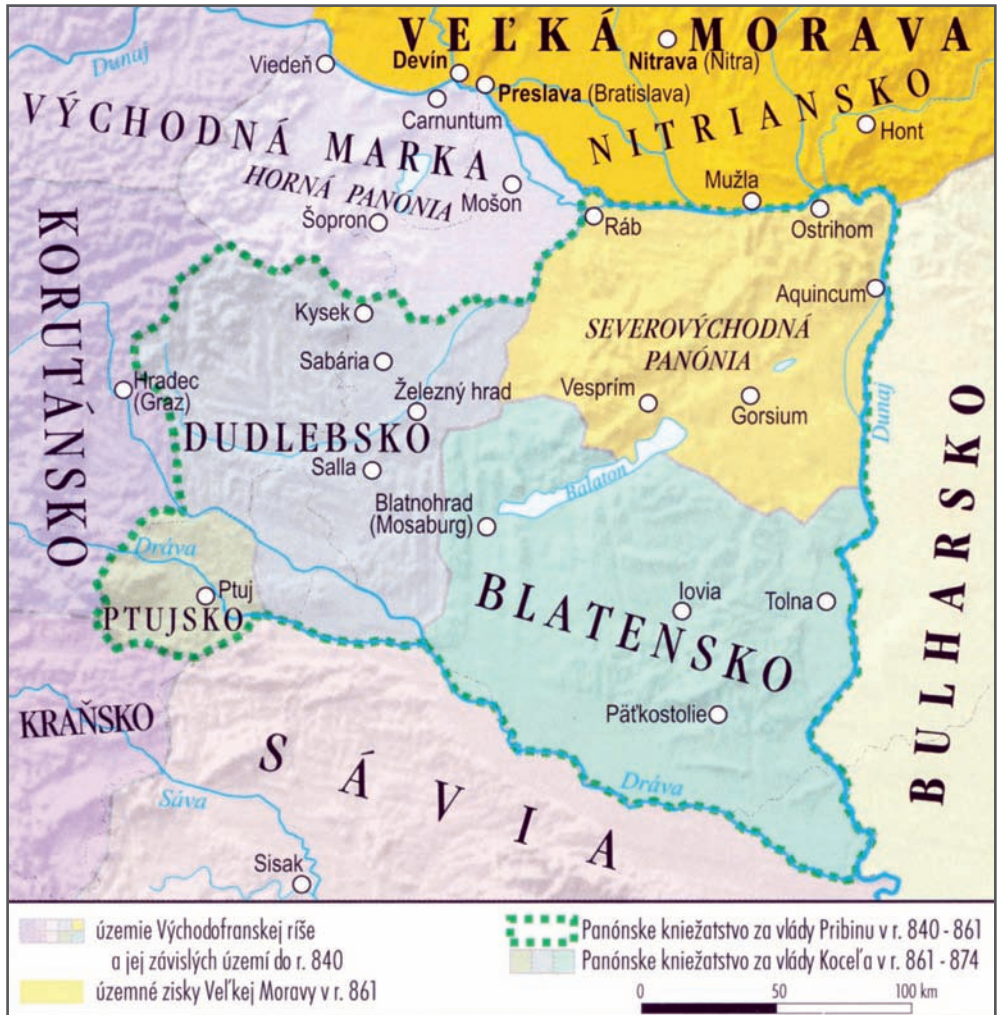 VEĽKÁ MORAVA
Dunaj
Viedeň
Devín
Nitrava (Nitra)
Preslava (Bratislava)
Carnuntum
NITRIANSKO
Hont
VÝCHODNÁ MARKA
HORNÁ PANÓNIA
Mošon
Šopron
Mužla
Ráb
Ostrihom
KORUTÁNSKO
Kysek
Aquincum
SEVEROVÝCHODNÁ
PANÓNIA
Sabária
Hradec
(Graz)
Železný hrad
Vesprím
Gorsium
Dunaj
DUDLEBSKO
Salla
Balaton
Blatnohrad
(Mosaburg)
BULHARSKO
Dráva
Ptuj
PTUJSKO
BLATENSKO
Iovia
Tolna
KRAŇSKO
Päťkostolie
SÁVIA
Dráva
Sáva
Sisak
územie Východofranskej ríše
a jej závislých území do r. 840
územné zisky Veľkej Moravy v r. 861
Panónske kniežatstvo za vlády Pribinu v r. 840 - 861
Panónske kniežatstvo za vlády Koceľa v r. 861 - 874
0 50 100 km